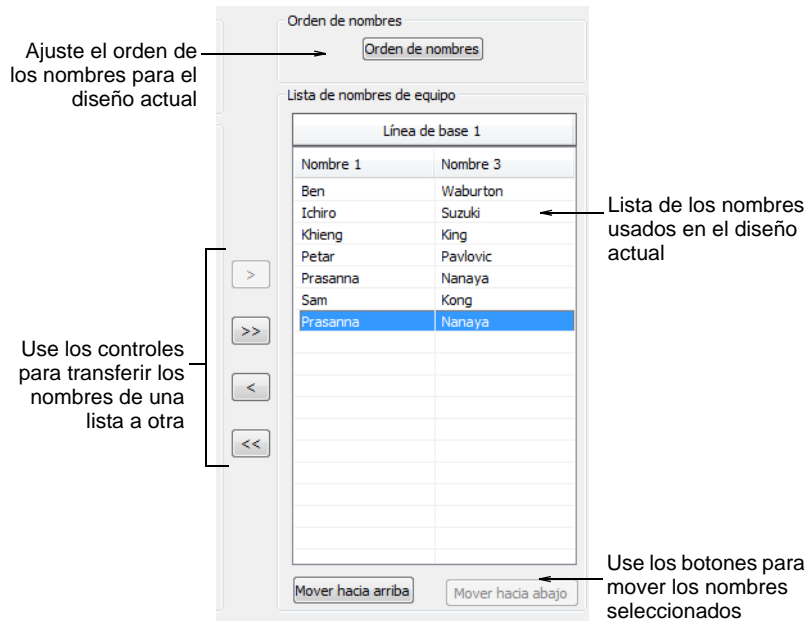 Orden de nombres
Orden de nombres
Ajuste el orden de
los nombres para el
diseño actual
Lista de nombres de equipo
Línea de base 1
Nombre 1 Nombre 3
Ben Waburton
Ichiro Suzuki
Khieng King
Petar Pavlovic
Prasanna Nanaya
Sam Kong
Prasanna Nanaya
Lista de los nombres
usados en el diseño
actual
>
>>
<
<<
Use los controles
para transferir los
nombres de una
lista a otra
Mover hacia arriba
Mover hacia abajo
Use los botones para
mover los nombres
seleccionados